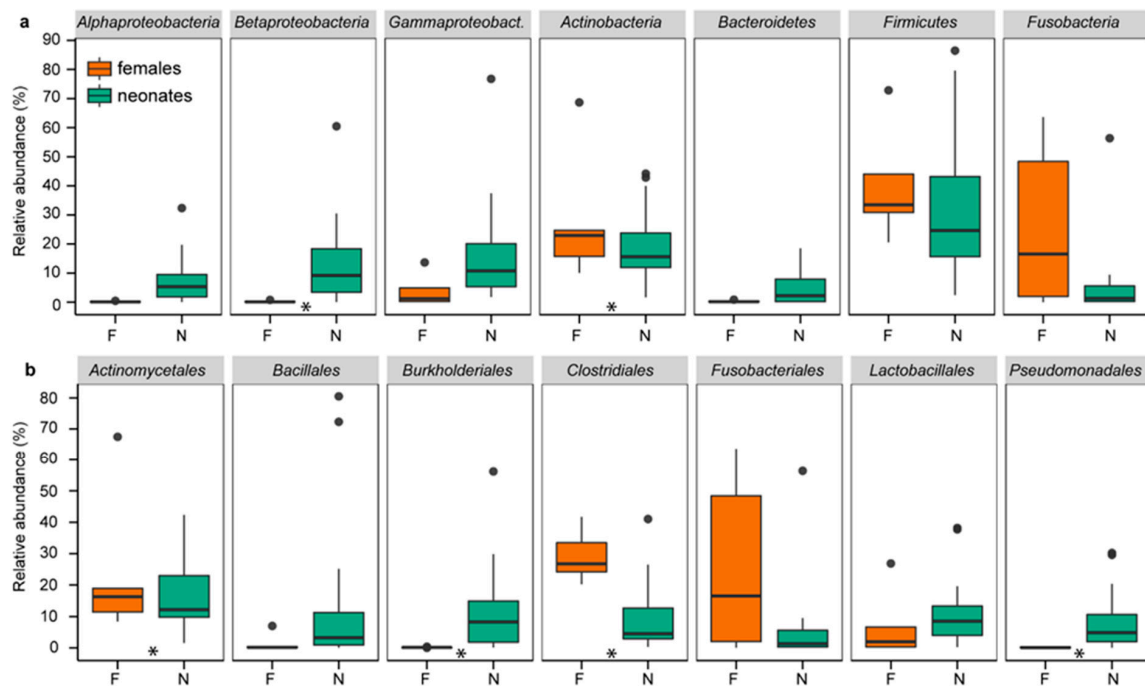 a
Alphaproteobacteria Betaproteobacteria Gammaproteobact. Actinobacteria Bacteroidetes Firmicutes Fusobacteria
Relative abundance (%)
90
80
70
60
50
40
30
20
10
0
females
neonates
* *
F N F N F N F N F N F N F N
b
Actinomycetales Bacillales Burkholderiales Clostridiales Fusobacteriales Lactobacillales Pseudomonadales
Relative abundance (%)
80
70
60
50
40
30
20
10
0
* * * *
F N F N F N F N F N F N F N